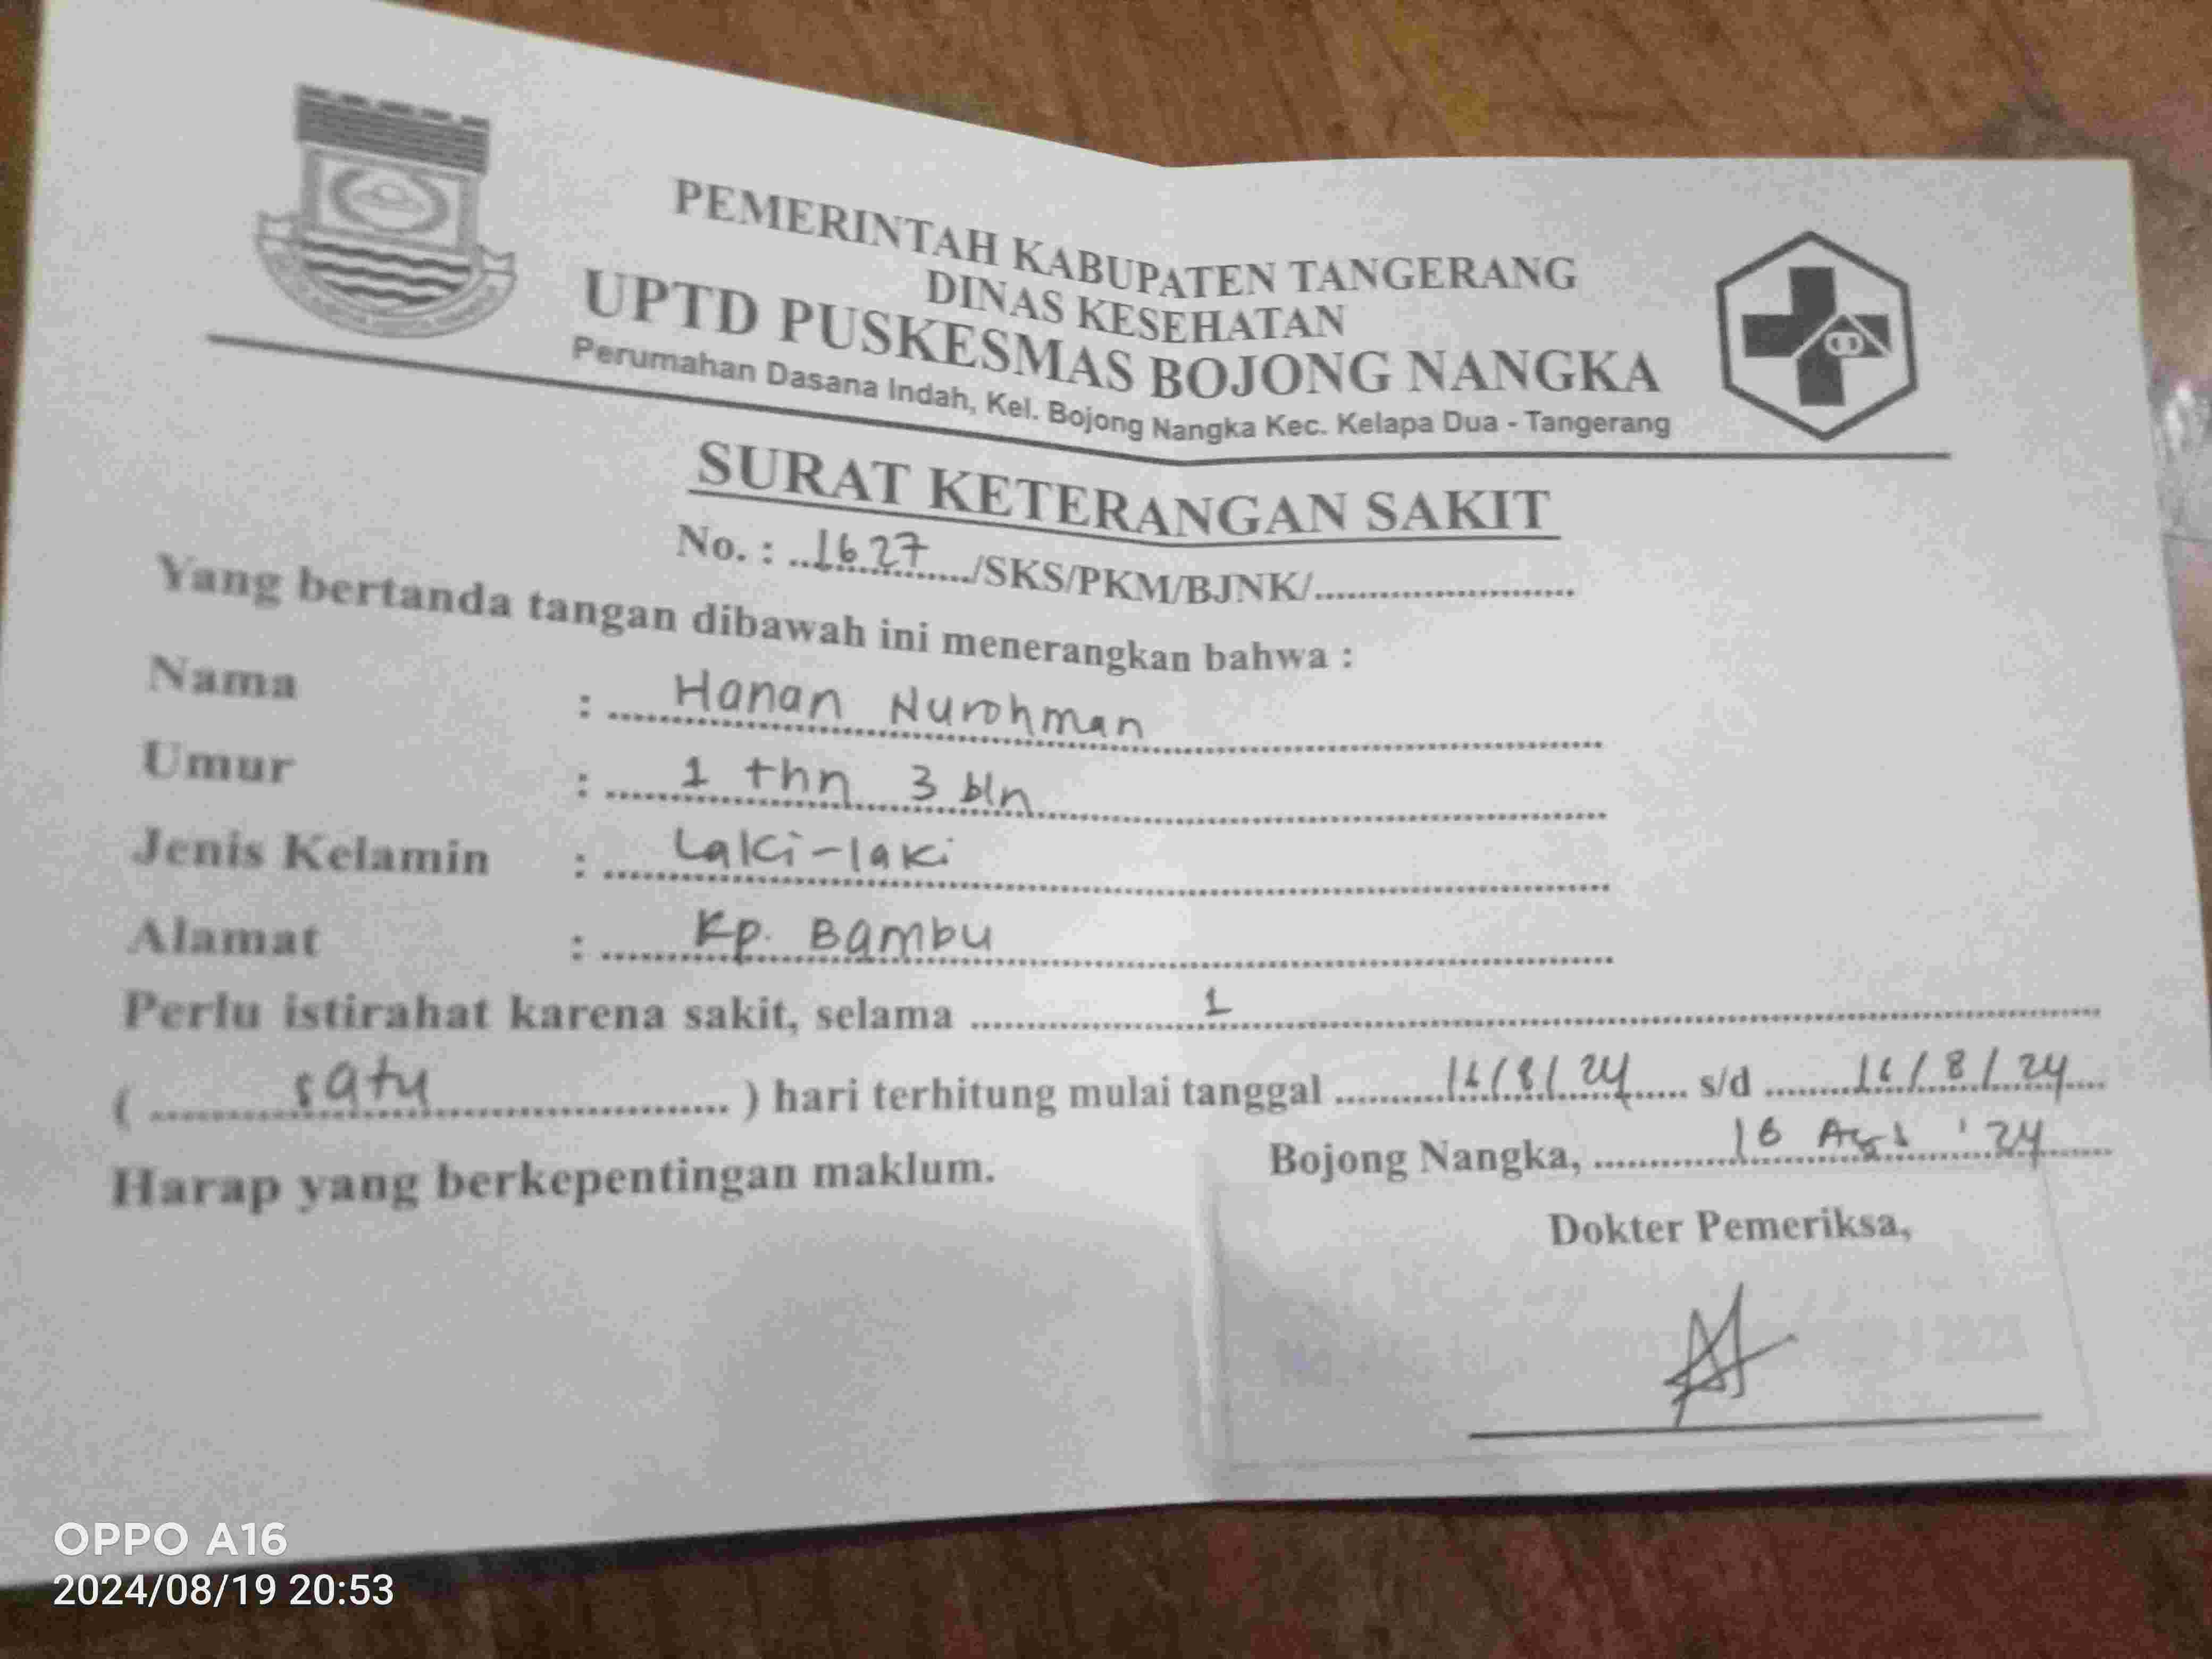 PEMERINTAH KABUPATEN TANGERANG
DINAS KESEHATAN
UPTD PUSKESMAS BOJONG NANGKA
Perumahan Dasana Indah, Kel. Bojong Nangka Kec. Kelapa Dua - Tangerang
SURAT KETERANGAN SAKIT
No. : ..1627............/SKS/PKM/BJNK/........................
Yang bertanda tangan dibawah ini menerangkan bahwa :
Nama : Hanan Nurohman
Umur : 1 thn 3 bln
Jenis Kelamin : Laki-laki
Alamat : Kp. Bambu
Perlu istirahat karena sakit, selama 1
( satu ) hari terhitung mulai tanggal 16/8/24 s/d 16/8/24
Harap yang berkepentingan maklum.
Bojong Nangka, 16 '24
Dokter Pemeriksa,
OPPO A16
2024/08/19 20:53